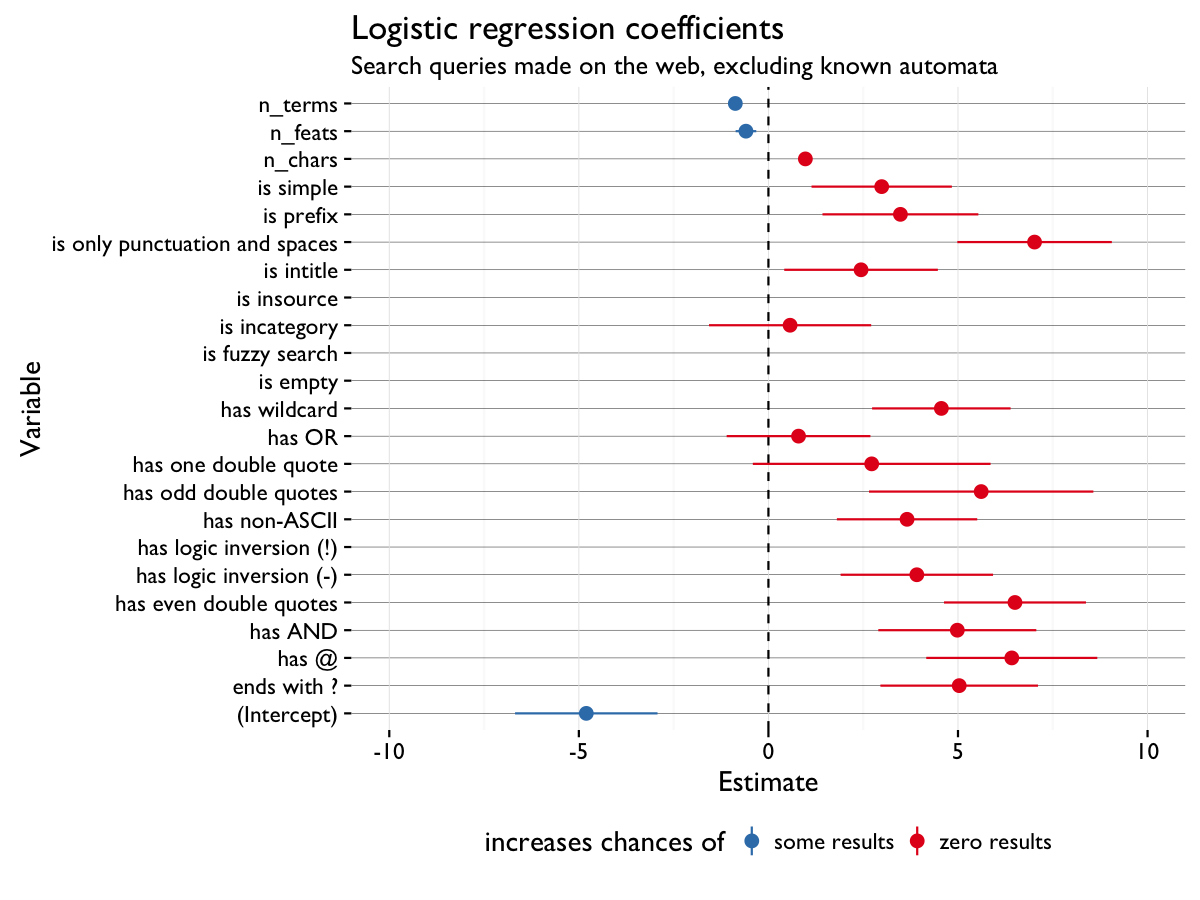 Logistic regression coefficients
Search queries made on the web, excluding known automata
Variable
n_terms
n_feats
n_chars
is simple
is prefix
is only punctuation and spaces
is intitle
is insource
is incategory
is fuzzy search
is empty
has wildcard
has OR
has one double quote
has odd double quotes
has non-ASCII
has logic inversion (!)
has logic inversion (-)
has even double quotes
has AND
has @
ends with ?
(Intercept)
-10 -5 0 5 10
Estimate
increases chances of some results zero results